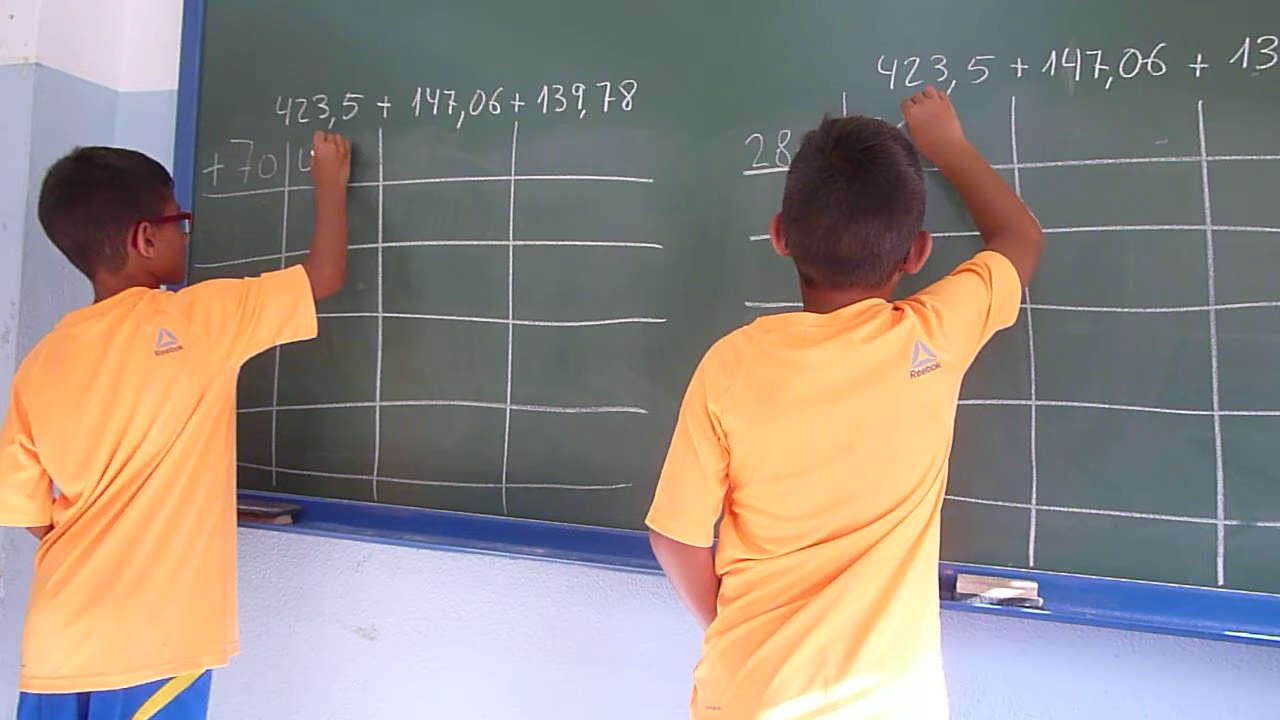 423,5 + 147,06 + 139,78
+70
423,5 + 147,06 + 13
28
Reebok
Reebok